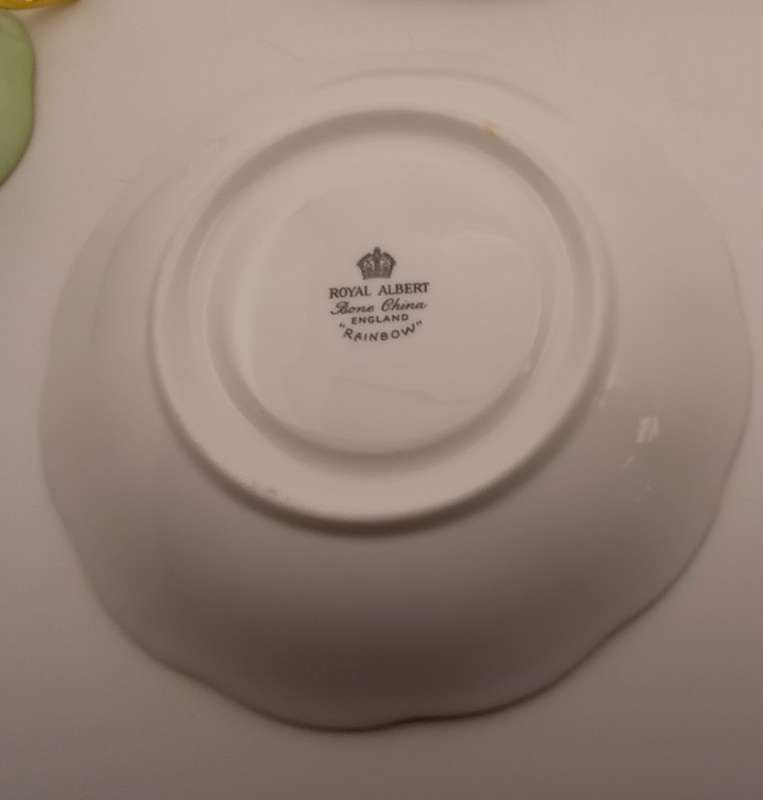 ROYAL ALBERT
Bone China
ENGLAND
"RAINBOW"